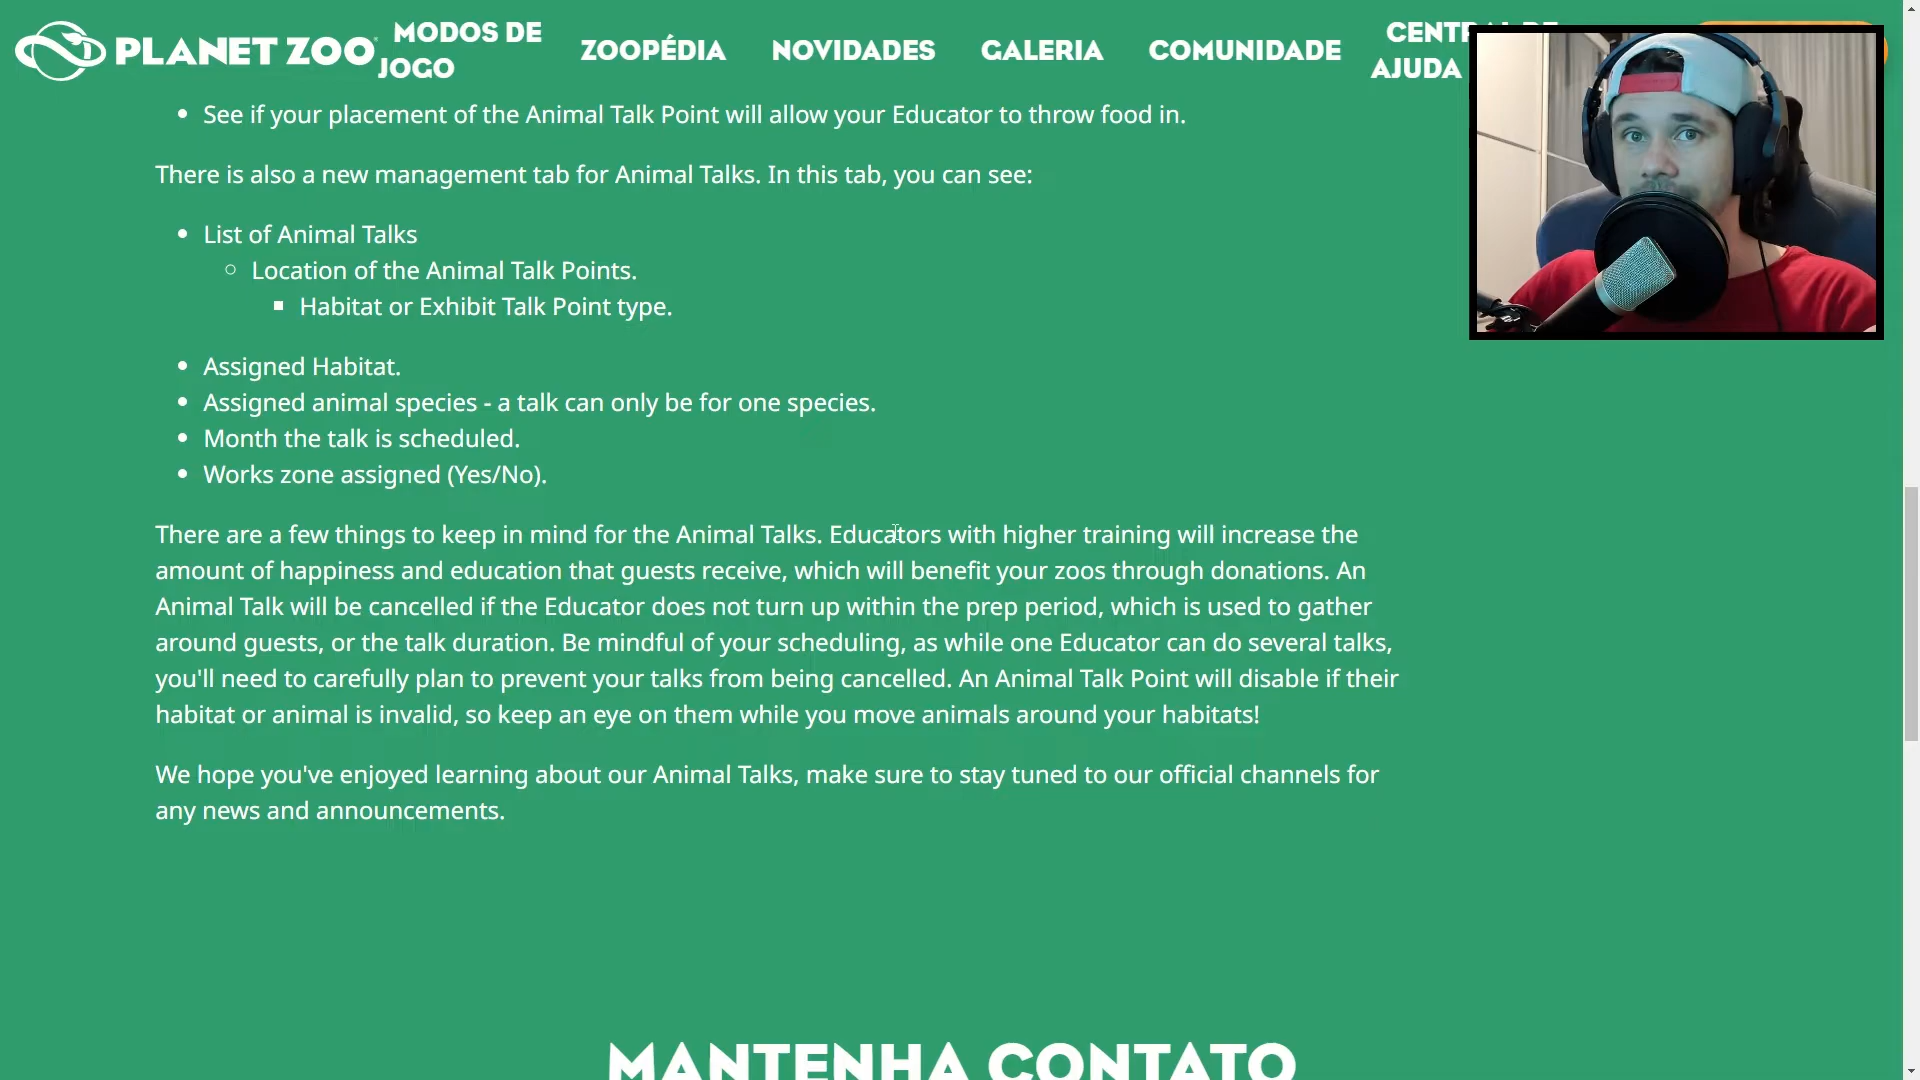 PLANET ZOO
MODOS DE
JOGO
ZOOPÉDIA
NOVIDADES
GALERIA
COMUNIDADE
AJUDA
• See if your placement of the Animal Talk Point will allow your Educator to throw food in.
There is also a new management tab for Animal Talks. In this tab, you can see:
• List of Animal Talks
○ Location of the Animal Talk Points.
▪ Habitat or Exhibit Talk Point type.
• Assigned Habitat.
• Assigned animal species - a talk can only be for one species.
• Month the talk is scheduled.
• Works zone assigned (Yes/No).
There are a few things to keep in mind for the Animal Talks. Educators with higher training will increase the
amount of happiness and education that guests receive, which will benefit your zoos through donations. An
Animal Talk will be cancelled if the Educator does not turn up within the prep period, which is used to gather
around guests, or the talk duration. Be mindful of your scheduling, as while one Educator can do several talks,
you'll need to carefully plan to prevent your talks from being cancelled. An Animal Talk Point will disable if their
habitat or animal is invalid, so keep an eye on them while you move animals around your habitats!
We hope you've enjoyed learning about our Animal Talks, make sure to stay tuned to our official channels for
any news and announcements.
MANTENHA CONTATO